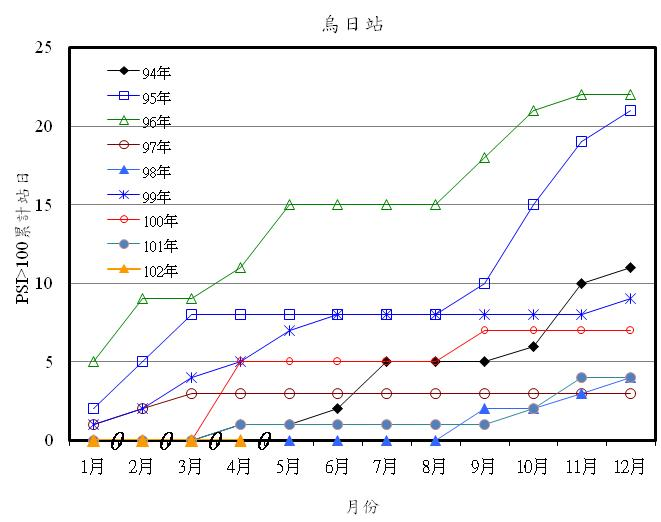 烏日站
25
20
15
10
5
0
PSI>100累計站日
94年
95年
96年
97年
98年
99年
100年
101年
102年
0 0 0 0
1月 2月 3月 4月 5月 6月 7月 8月 9月 10月 11月 12月
月份